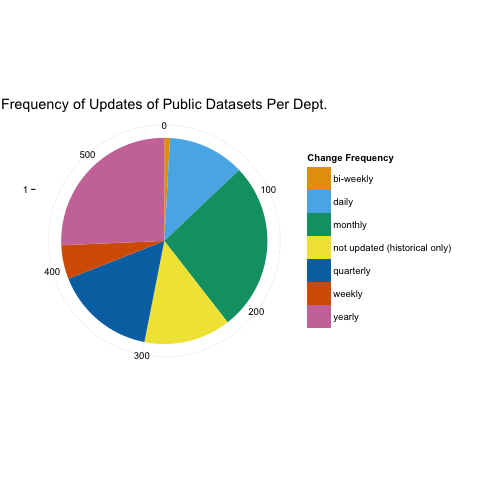 Frequency of Updates of Public Datasets Per Dept.
0
500
100
1
400
200
300
Change Frequency
bi-weekly
daily
monthly
not updated (historical only)
quarterly
weekly
yearly